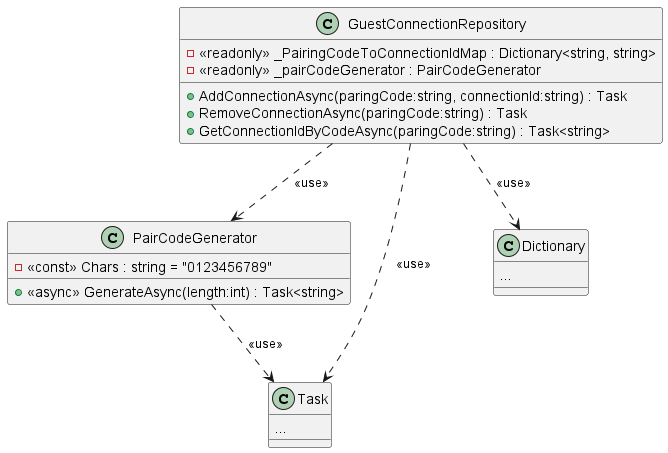 C GuestConnectionRepository
«readonly» _PairingCodeToConnectionIdMap : Dictionary<string, string>
«readonly» _pairCodeGenerator : PairCodeGenerator
AddConnectionAsync(paringCode:string, connectionId:string) : Task
RemoveConnectionAsync(paringCode:string) : Task
GetConnectionIdByCodeAsync(paringCode:string) : Task<string>
«use»
«use»
«use»
C PairCodeGenerator
«const» Chars : string = "0123456789"
«async» GenerateAsync(length:int) : Task<string>
C Dictionary
...
«use»
C Task
...